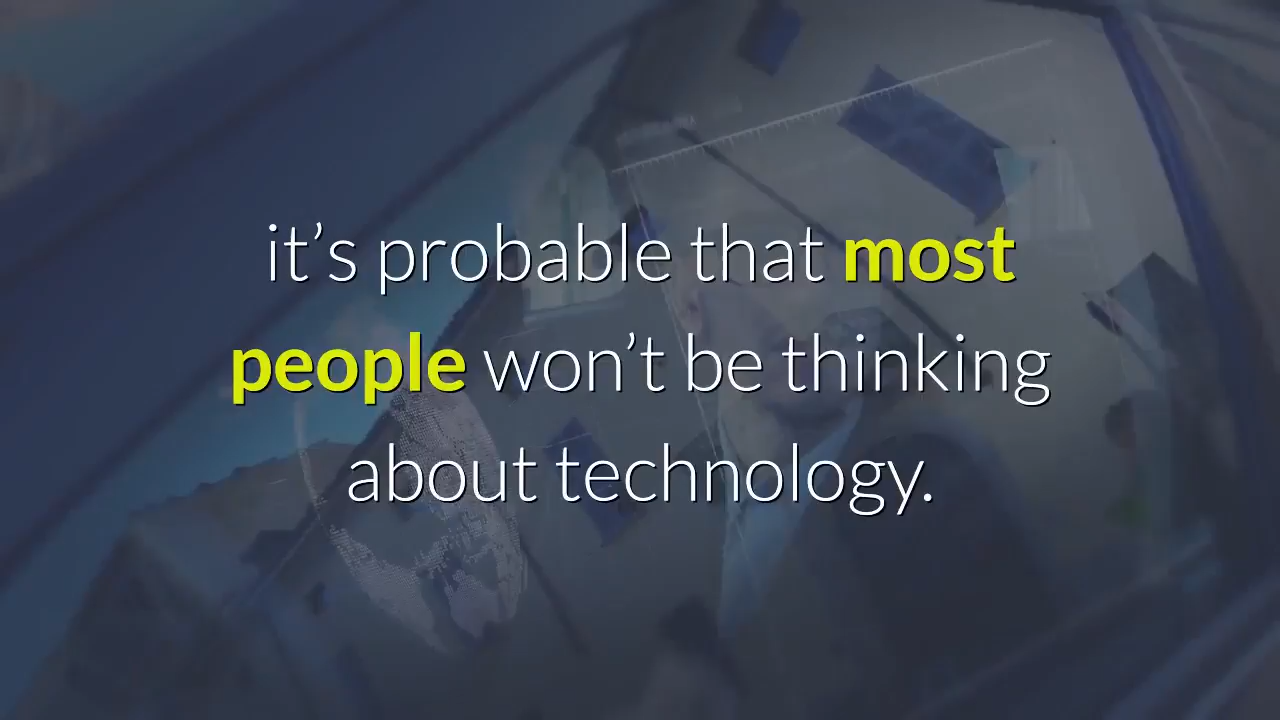 it’s probable that most
people won’t be thinking
about technology.